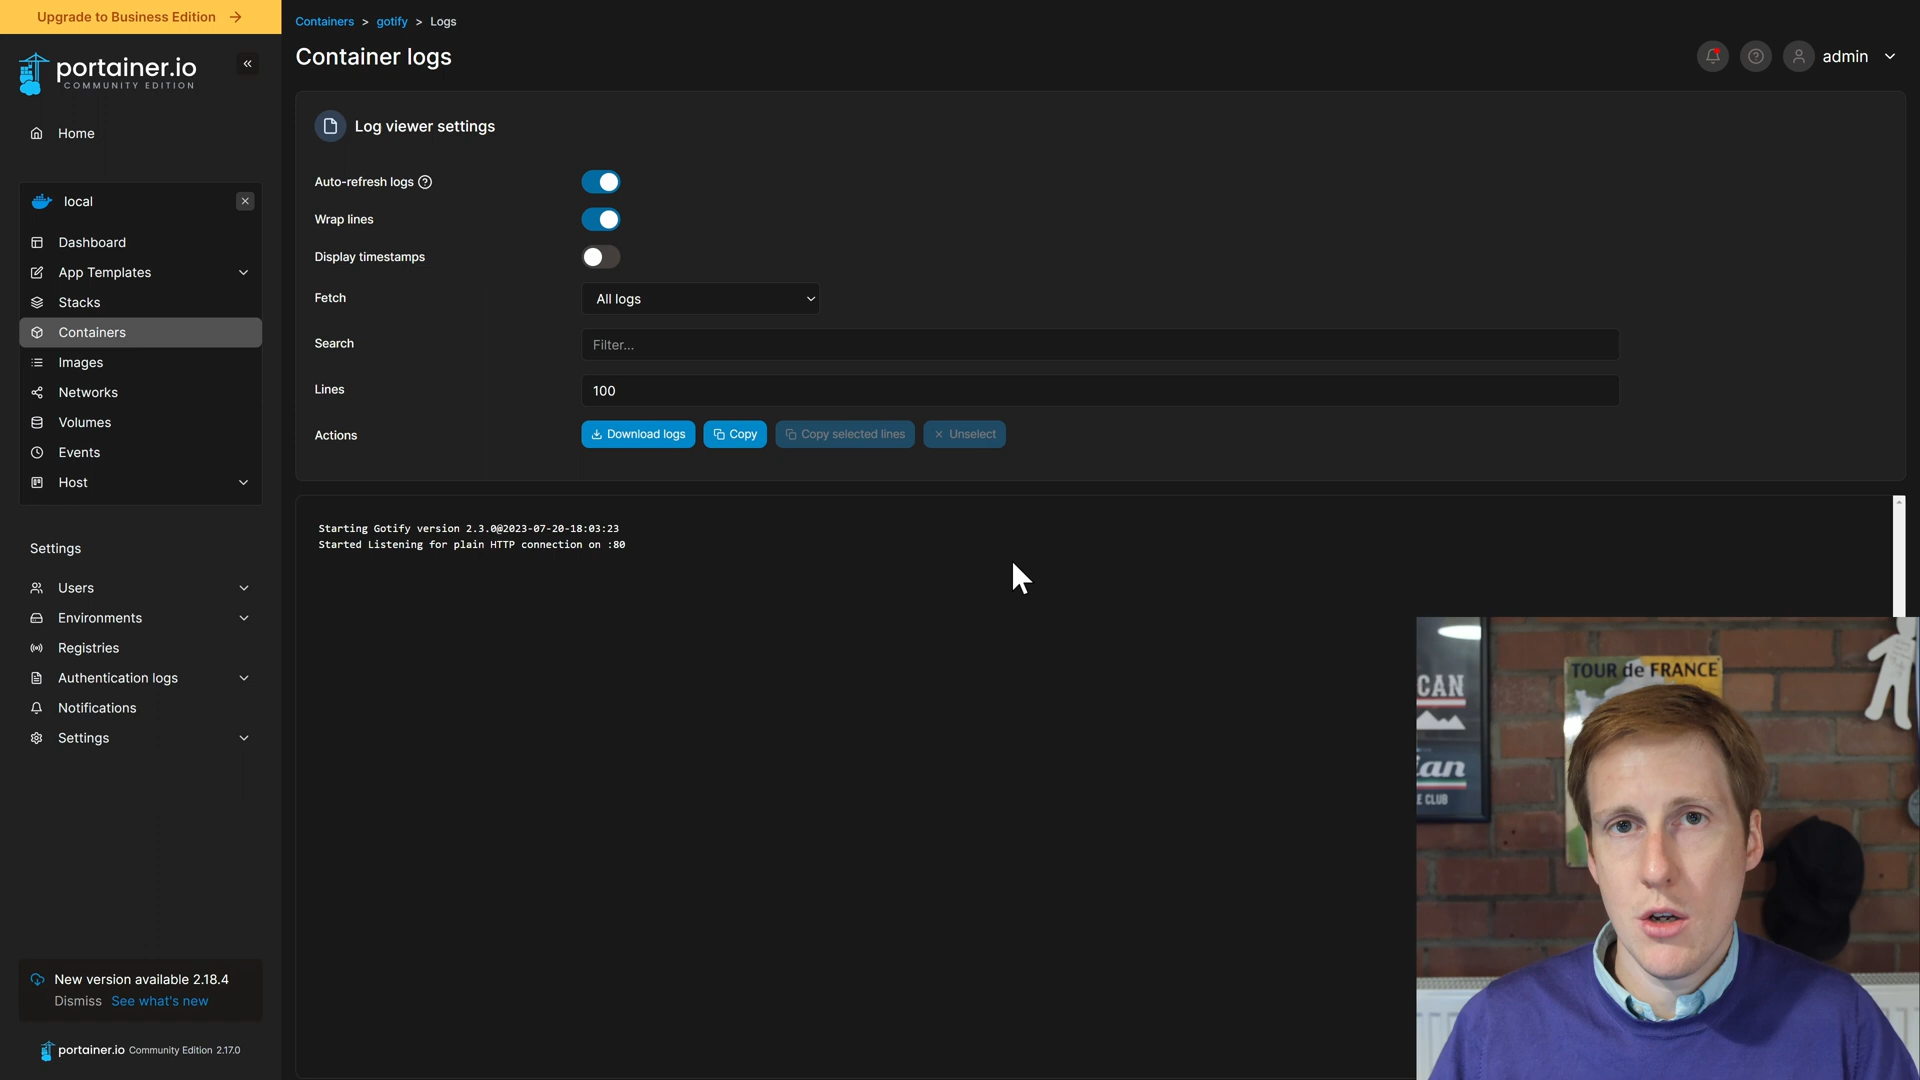 Upgrade to Business Edition
portainer.io
COMMUNITY EDITION
Home
local
Dashboard
App Templates
Stacks
Containers
Images
Networks
Volumes
Events
Host
Settings
Users
Environments
Registries
Authentication logs
Notifications
Settings
New version available 2.18.4
Dismiss See what's new
portainer.io Community Edition 2.17.0
Containers > gotify > Logs
Container logs
admin
Log viewer settings
Auto-refresh logs
Wrap lines
Display timestamps
Fetch All logs
Search Filter...
Lines 100
Actions Download logs Copy Copy selected lines Unselect
Starting Gotify version 2.3.0@2023-07-20-18:03:23
Started Listening for plain HTTP connection on :80
CAN
ian
E CLUB
TOUR de FRANCE